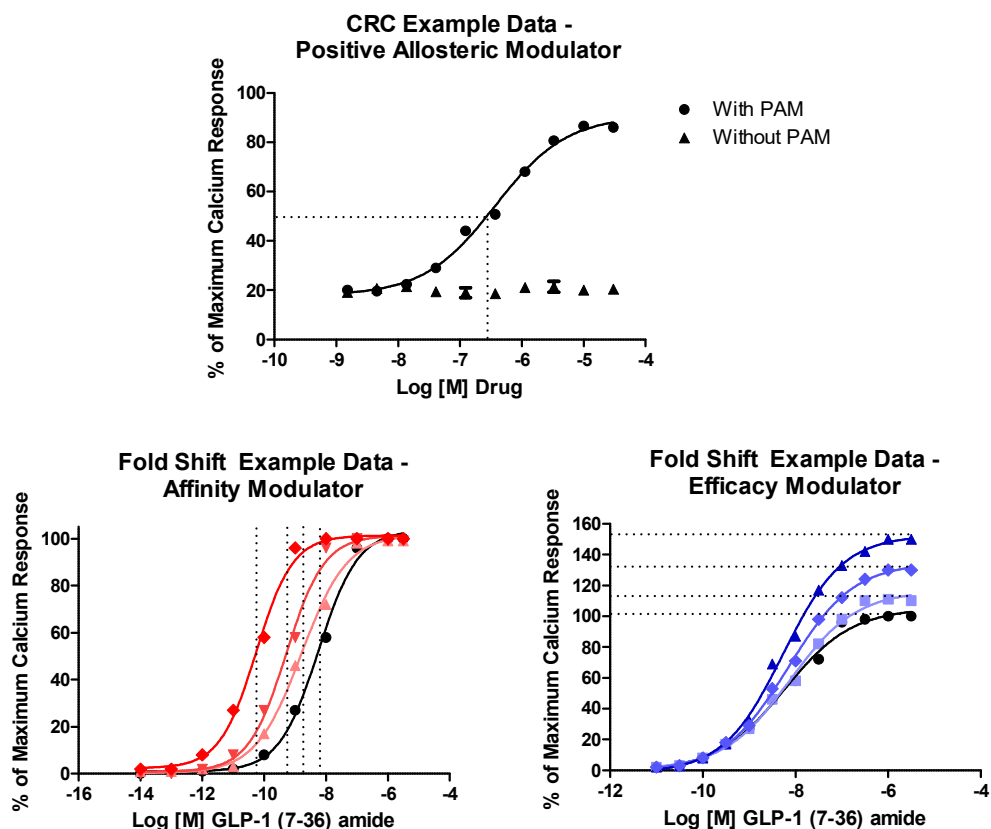 CRC Example Data -
Positive Allosteric Modulator
% of Maximum Calcium Response
100
80
60
40
20
0
-10 -9 -8 -7 -6 -5 -4
Log [M] Drug
With PAM
Without PAM
Fold Shift Example Data -
Affinity Modulator
% of Maximum Calcium Response
100
80
60
40
20
0
-16 -14 -12 -10 -8 -6 -4
Log [M] GLP-1 (7-36) amide
Fold Shift Example Data -
Efficacy Modulator
% of Maximum Calcium Response
160
140
120
100
80
60
40
20
0
-12 -10 -8 -6 -4
Log [M] GLP-1 (7-36) amide